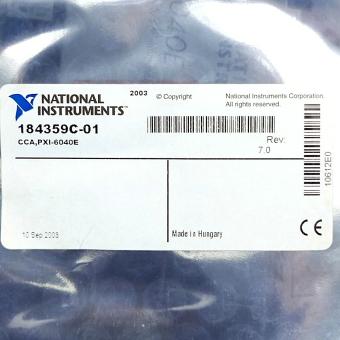 NATIONAL
INSTRUMENTS™
2003 © Copyright
National Instruments Corporation.
All rights reserved.
184359C-01
CCA,PXI-6040E
Rev:
7.0
10612E0
10 Sep 2003
Made in Hungary
CE